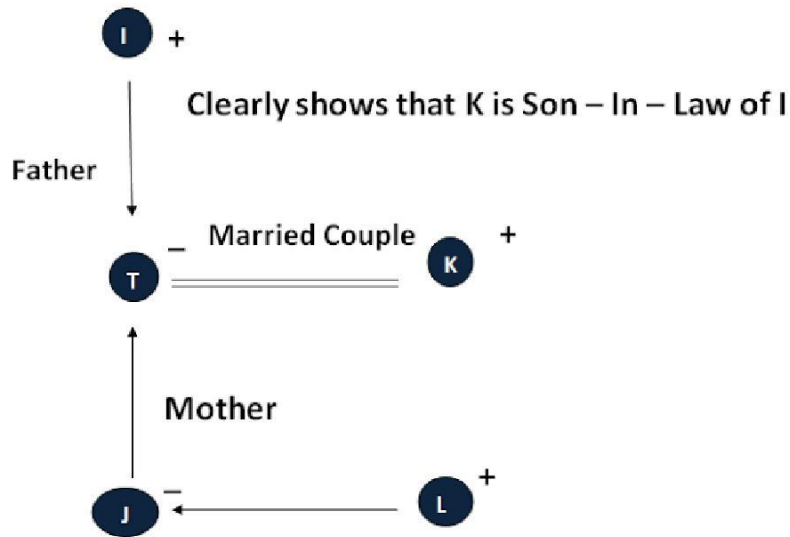 I +
Clearly shows that K is Son – In – Law of I
Father
– Married Couple +
T K
Mother
– +
J L